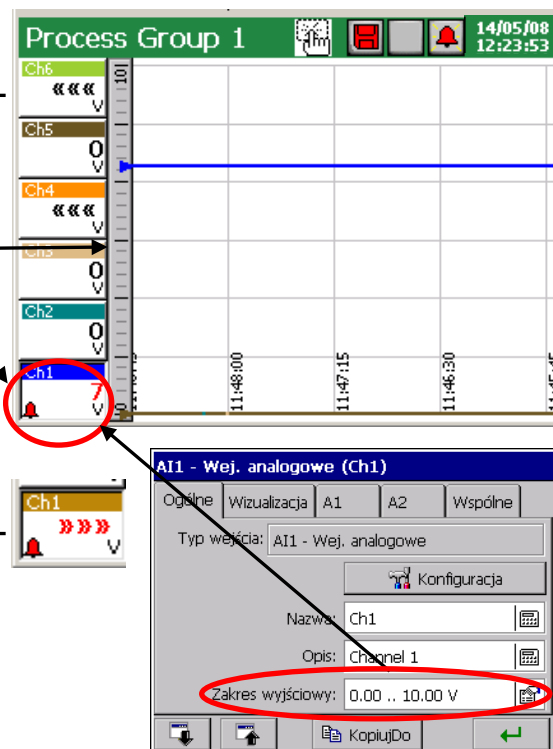 Process Group 1
14/05/08
12:23:53
Ch6
«««
V
Ch5
0
V
Ch4
«««
V
Ch3
0
V
Ch2
0
V
Ch1
7
V
10
0
11:48:00
11:47:15
11:46:30
Ch1
»»»
V
AI1 - Wej. analogowe (Ch1)
Ogólne Wizualizacja A1 A2 Wspólne
Typ wejścia: AI1 - Wej. analogowe
Konfiguracja
Nazwa: Ch1
Opis: Channel 1
Zakres wyjściowy: 0.00 .. 10.00 V
KopiujDo